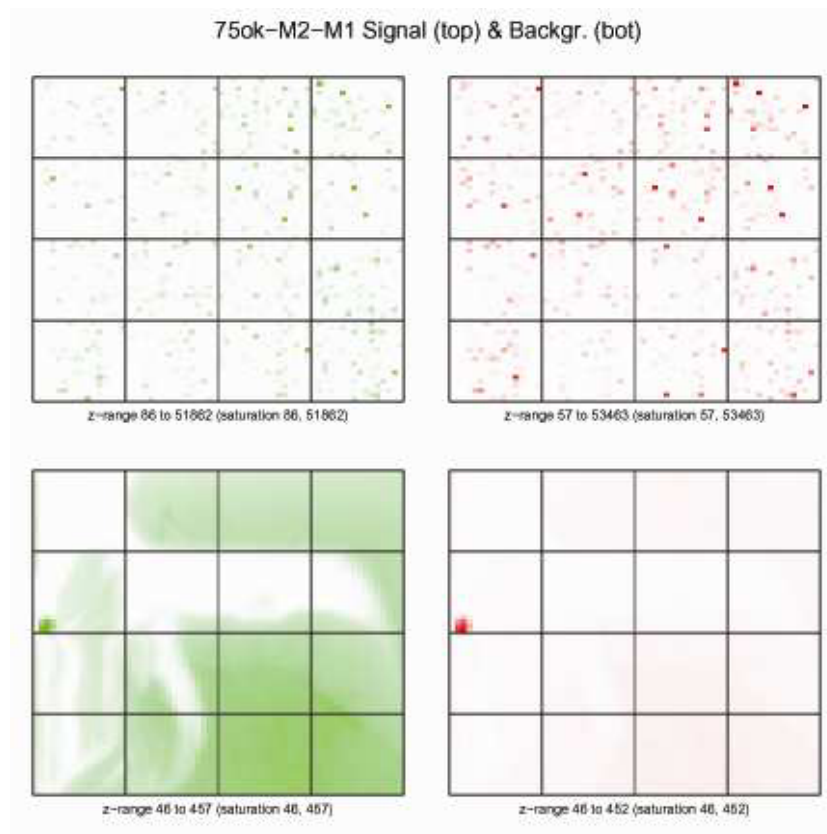 75ok−M2−M1 Signal (top) & Backgr. (bot)
z−range 86 to 51862 (saturation 86, 51862)
z−range 57 to 53463 (saturation 57, 53463)
z−range 46 to 457 (saturation 46, 457)
z−range 46 to 452 (saturation 46, 452)